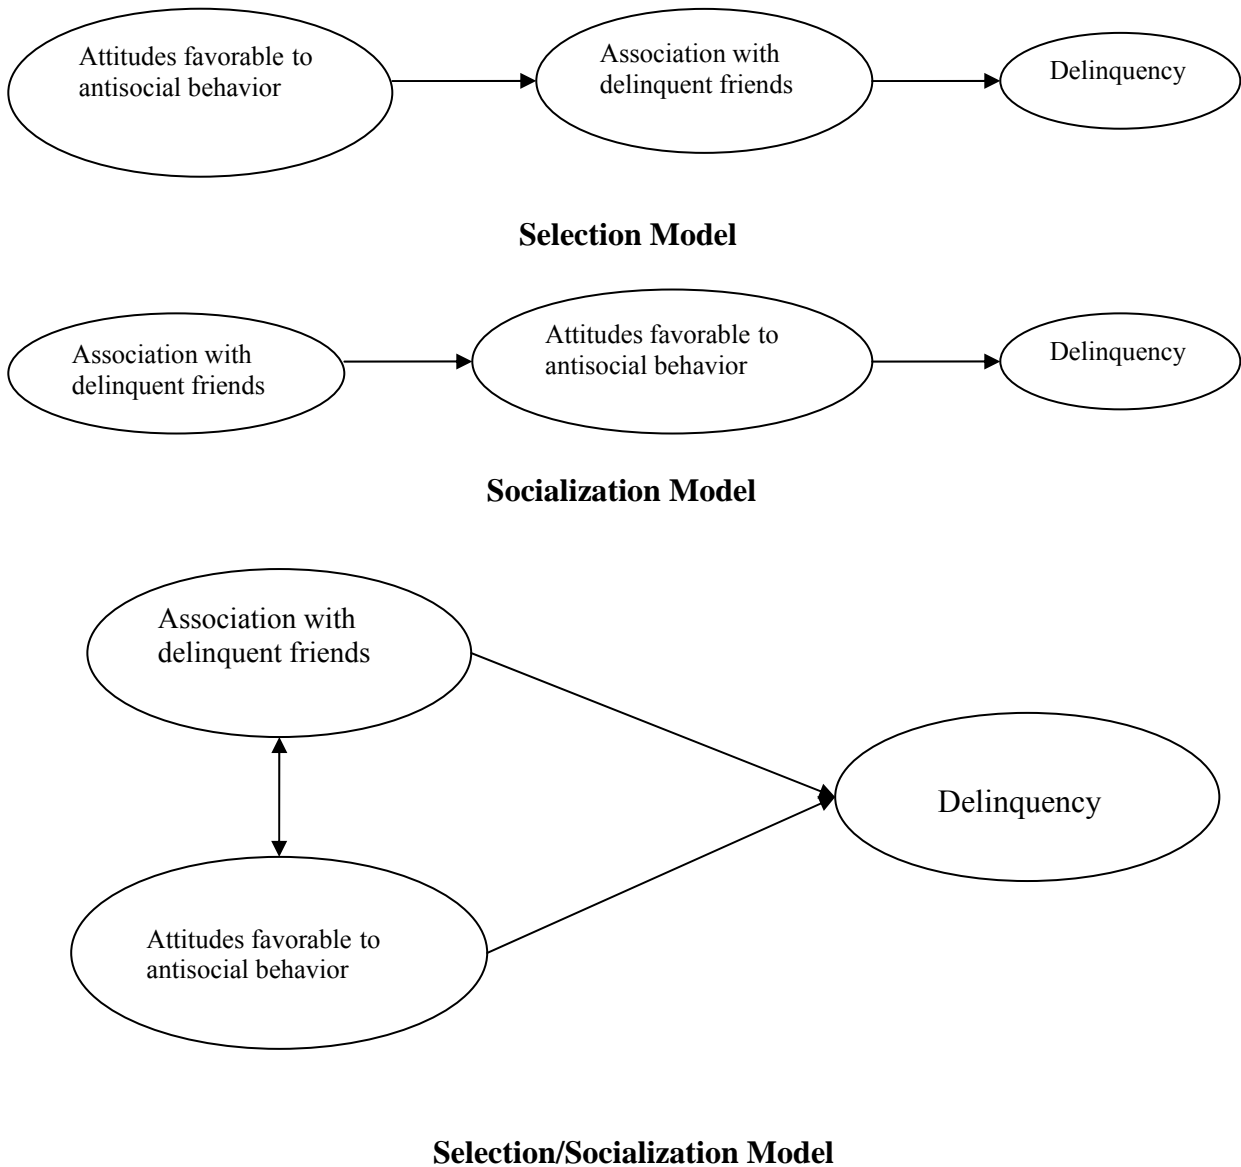 Attitudes favorable to
antisocial behavior
Association with
delinquent friends
Delinquency
Selection Model
Association with
delinquent friends
Attitudes favorable to
antisocial behavior
Delinquency
Socialization Model
Association with
delinquent friends
Delinquency
Attitudes favorable to
antisocial behavior
Selection/Socialization Model